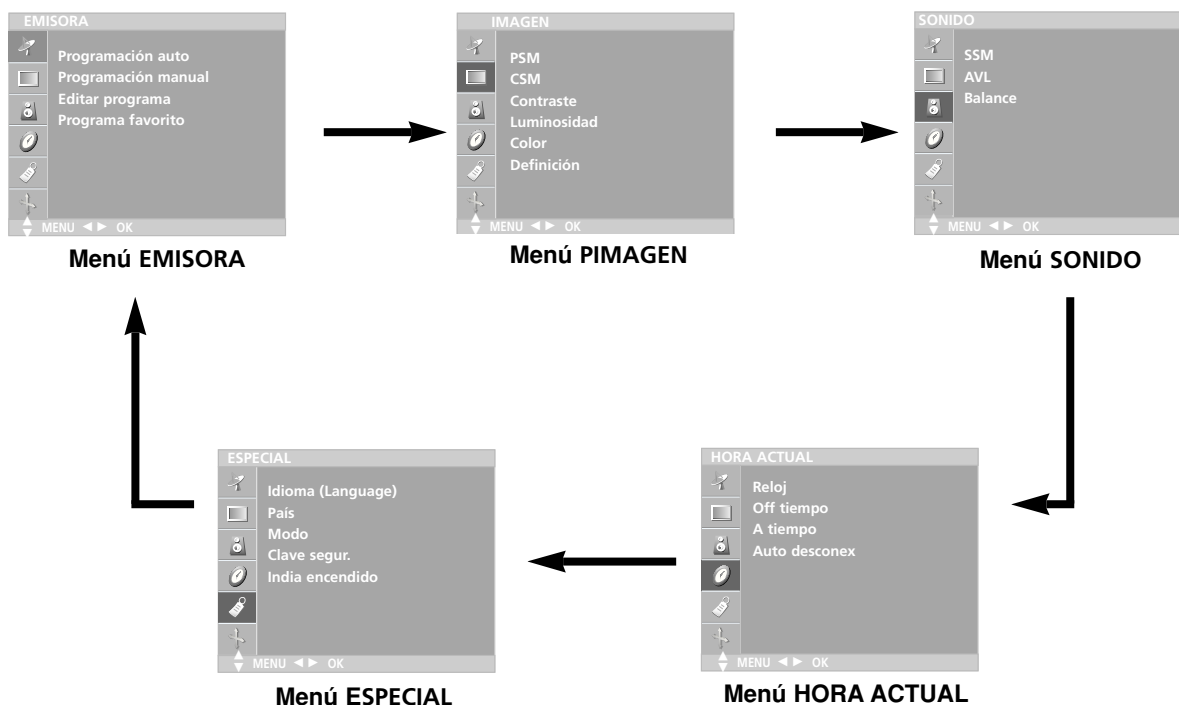 EMISORA
Programación auto
Programación manual
Editar programa
Programa favorito
MENU ◄ ► OK
Menú EMISORA
IMAGEN
PSM
CSM
Contraste
Luminosidad
Color
Definición
MENU ◄ ► OK
Menú PIMAGEN
SONIDO
SSM
AVL
Balance
MENU ◄ ► OK
Menú SONIDO
ESPECIAL
Idioma (Language)
País
Modo
Clave segur.
India encendido
MENU ◄ ► OK
Menú ESPECIAL
HORA ACTUAL
Reloj
Off tiempo
A tiempo
Auto desconex
MENU ◄ ► OK
Menú HORA ACTUAL